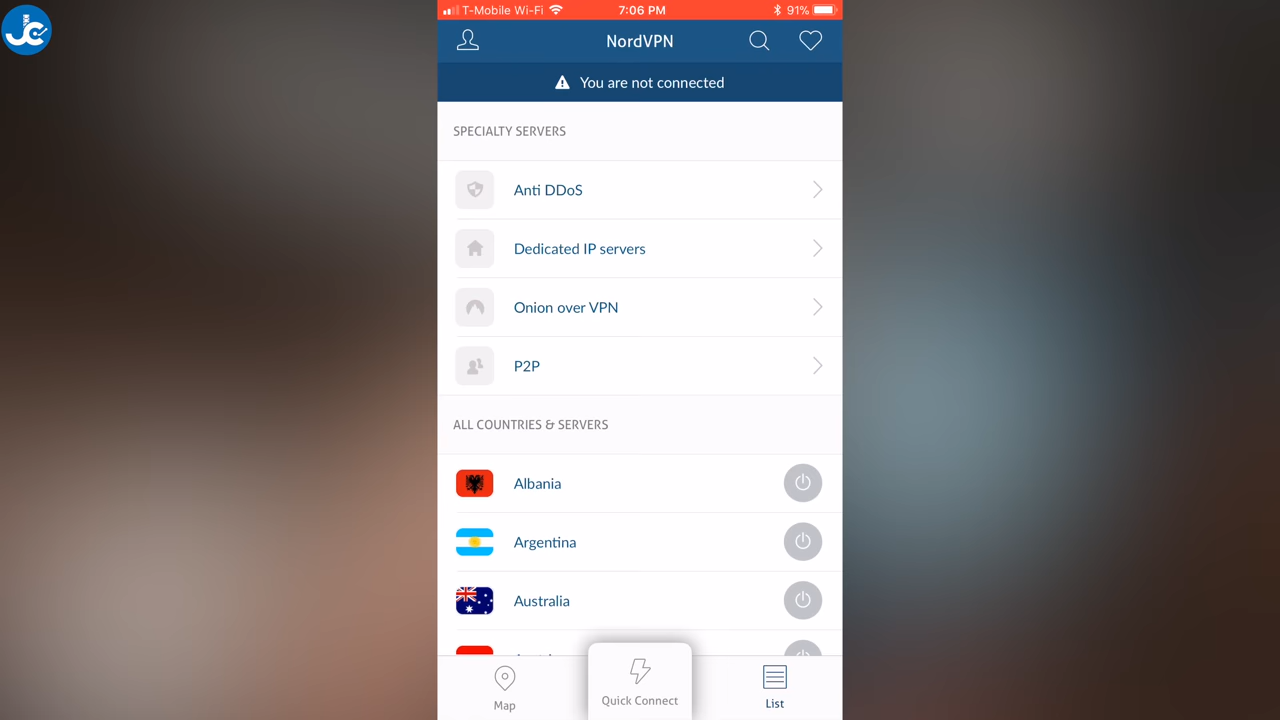 JC
T-Mobile Wi-Fi 7:06 PM 91%
NordVPN
You are not connected
SPECIALTY SERVERS
Anti DDoS
Dedicated IP servers
Onion over VPN
P2P
ALL COUNTRIES & SERVERS
Albania
Argentina
Australia
Map
Quick Connect
List